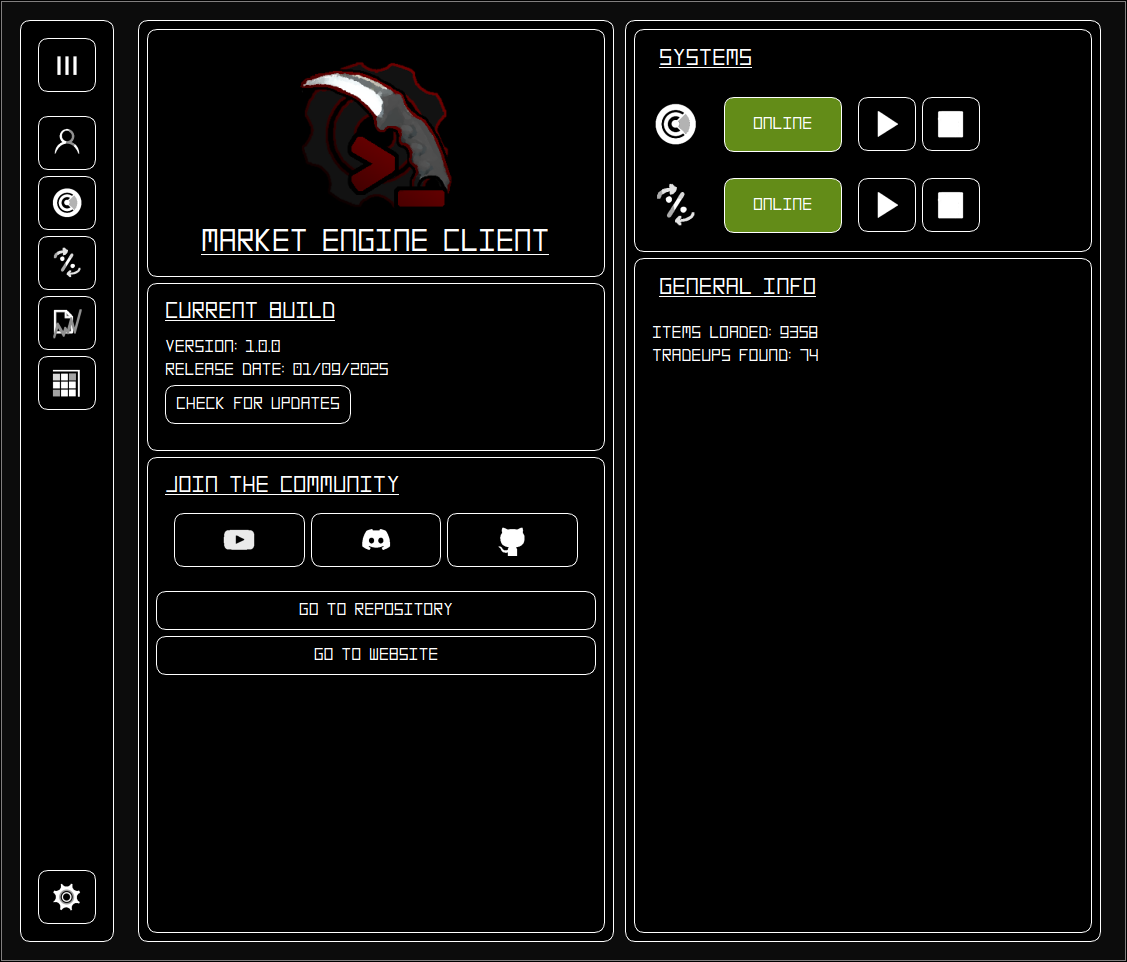 MARKET ENGINE CLIENT
CURRENT BUILD
VERSION: 1.0.0
RELEASE DATE: 01/09/2025
CHECK FOR UPDATES
JOIN THE COMMUNITY
GO TO REPOSITORY
GO TO WEBSITE
SYSTEMS
ONLINE
ONLINE
GENERAL INFO
ITEMS LOADED: 9358
TRADEUPS FOUND: 74